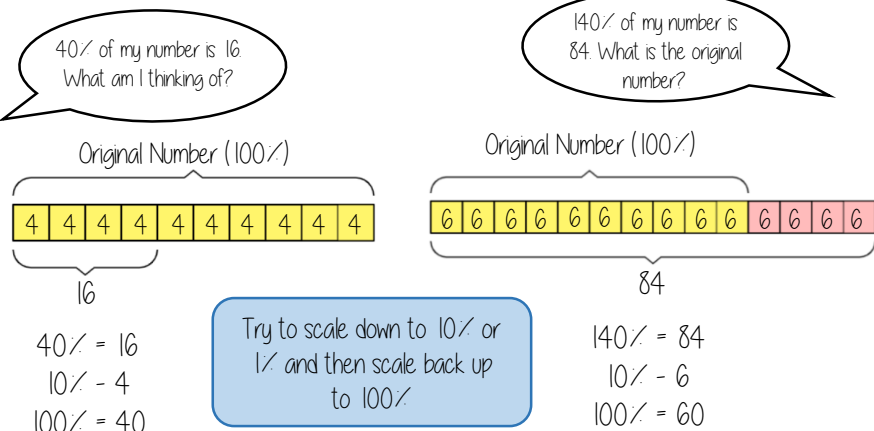 40% of my number is 16.
What am I thinking of?
140% of my number is
84. What is the original
number?
Original Number (100%)
4 4 4 4 4 4 4 4 4 4
16
40% = 16
10% - 4
100% = 40
Original Number (100%)
6 6 6 6 6 6 6 6 6 6 6 6 6
84
140% = 84
10% - 6
100% = 60
Try to scale down to 10% or
1% and then scale back up
to 100%